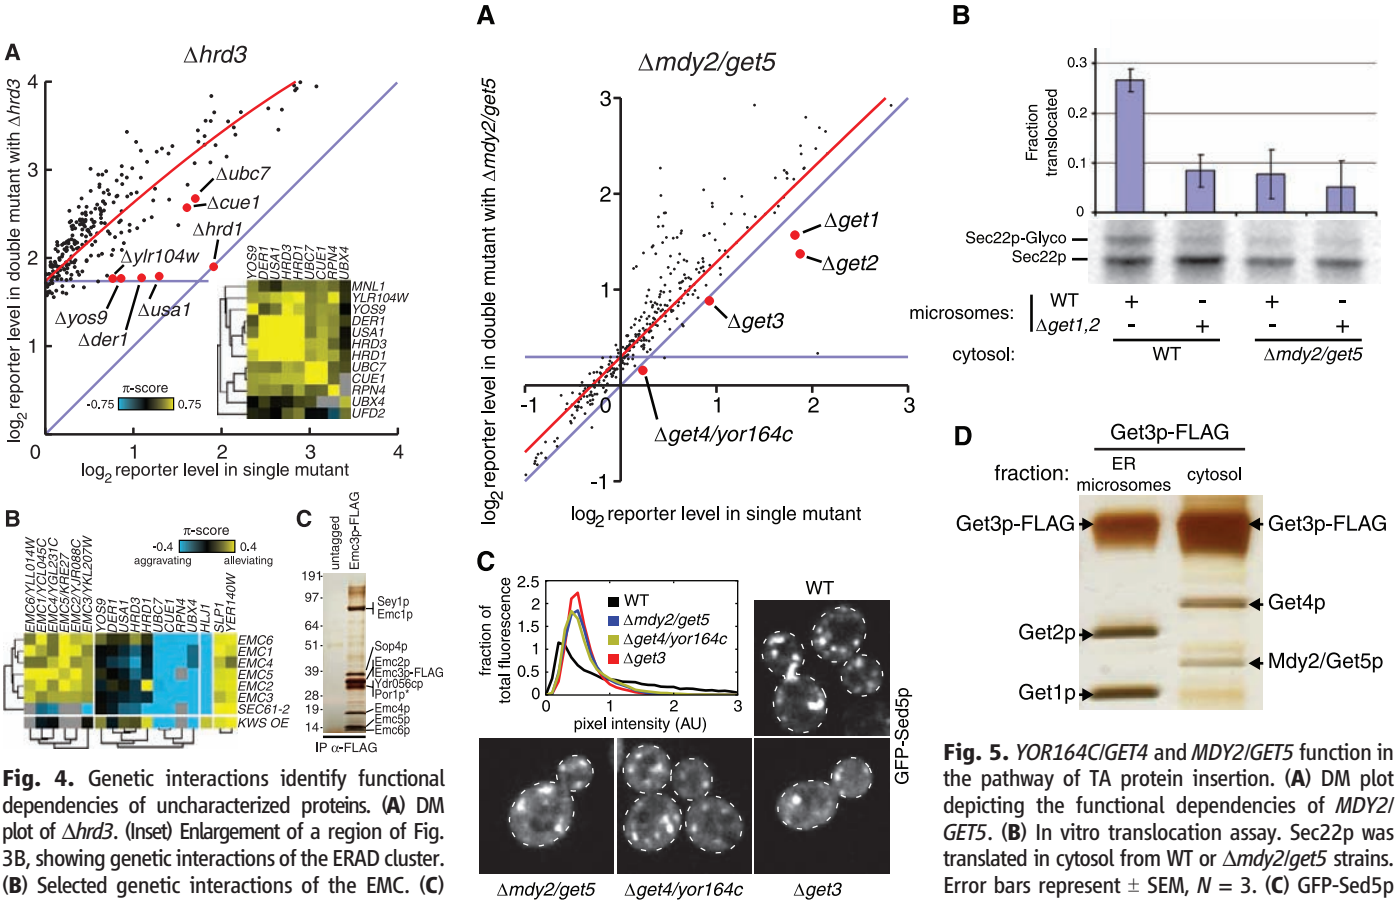 A
Δhrd3
log2 reporter level in double mutant with Δhrd3
4
3
2
1
0
1
2
3
4
log2 reporter level in single mutant
Δubc7
Δcue1
Δhrd1
Δylr104w
Δyos9
Δusa1
Δder1
π-score
-0.75
0.75
YOS9
DER1
USA1
HRD3
HRD1
UBC7
CUE1
RPN4
UBX4
MNL1
YLR104W
YOS9
DER1
USA1
HRD3
HRD1
UBC7
CUE1
RPN4
UBX4
UFD2
B
π-score
-0.4
0.4
aggravating
alleviating
EMC6/YLL014W
EMC1/YCL045C
EMC4/YGL231C
EMC5/KRE27
EMC2/YJR088C
EMC3/YKL207W
YOS9
DER1
USA1
HRD3
HRD1
UBC7
CUE1
RPN4
UBX4
HLJ1
SLP1
YER140W
EMC6
EMC1
EMC4
EMC5
EMC2
EMC3
SEC61-2
KWS OE
C
untagged
Emc3p-FLAG
191
97
64
51
39
28
19
14
Sey1p
Emc1p
Sop4p
Emc2p
Emc3p-FLAG
Ydr056cp
Por1p*
Emc4p
Emc5p
Emc6p
IP α-FLAG
Fig. 4. Genetic interactions identify functional
dependencies of uncharacterized proteins. (A) DM
plot of Δhrd3. (Inset) Enlargement of a region of Fig.
3B, showing genetic interactions of the ERAD cluster.
(B) Selected genetic interactions of the EMC. (C)
A
Δmdy2/get5
log2 reporter level in double mutant with Δmdy2/get5
3
2
1
-1
-1
0
1
2
3
log2 reporter level in single mutant
Δget1
Δget2
Δget3
Δget4/yor164c
C
fraction of
total fluorescence
2.5
2
1.5
1
0.5
0.0
0
1
2
3
pixel intensity (AU)
WT
Δmdy2/get5
Δget4/yor164c
Δget3
WT
GFP-Sed5p
Δmdy2/get5
Δget4/yor164c
Δget3
B
Fraction
translocated
0.3
0.2
0.1
0
Sec22p-Glyco
Sec22p
microsomes:
WT + - + -
Δget1,2 - + - +
cytosol:
WT
Δmdy2/get5
D
Get3p-FLAG
fraction:
ER
microsomes
cytosol
Get3p-FLAG
Get2p
Get1p
Get3p-FLAG
Get4p
Mdy2/Get5p
Fig. 5. YOR164C/GET4 and MDY2/GET5 function in
the pathway of TA protein insertion. (A) DM plot
depicting the functional dependencies of MDY2/
GET5. (B) In vitro translocation assay. Sec22p was
translated in cytosol from WT or Δmdy2/get5 strains.
Error bars represent ± SEM, N = 3. (C) GFP-Sed5p